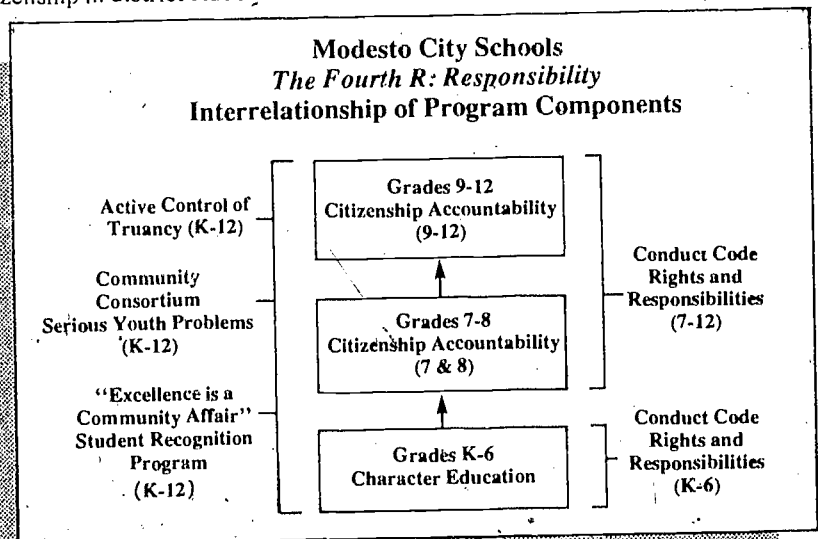 Modesto City Schools
The Fourth R: Responsibility
Interrelationship of Program Components
Active Control of
Truancy (K-12)
Community
Consortium
Serious Youth Problems
(K-12)
“Excellence is a
Community Affair”
Student Recognition
Program
(K-12)
Grades 9-12
Citizenship Accountability
(9-12)
Grades 7-8
Citizenship Accountability
(7 & 8)
Grades K-6
Character Education
Conduct Code
Rights and
Responsibilities
(7-12)
Conduct Code
Rights and
Responsibilities
(K-6)